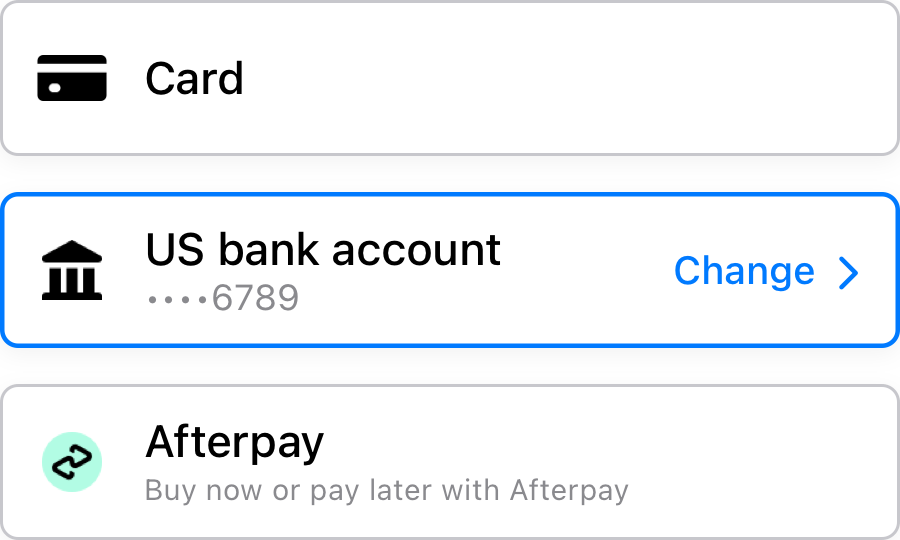 Card
US bank account
••••6789
Change
Afterpay
Buy now or pay later with Afterpay